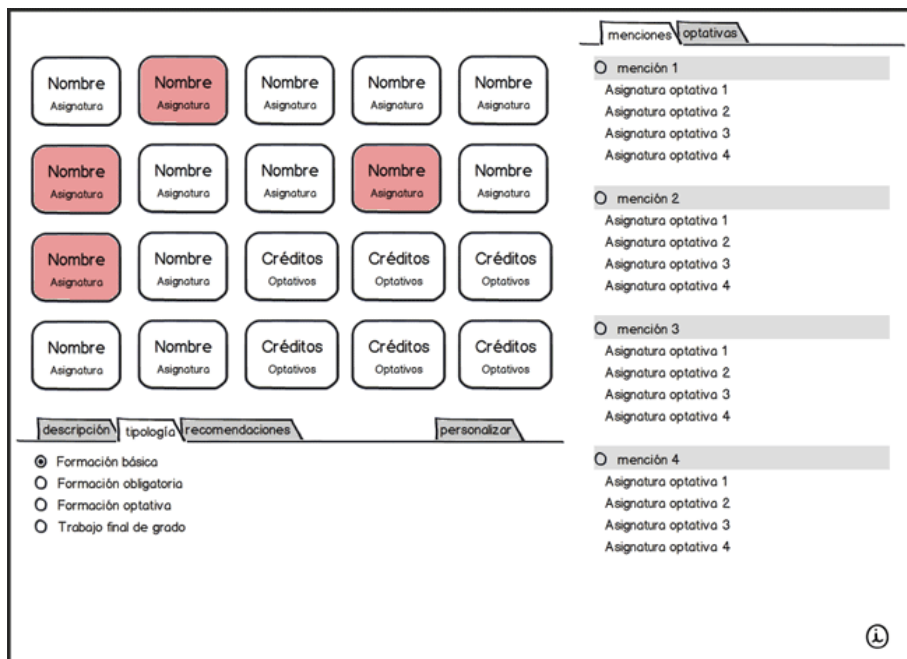 menciones optativas
Nombre Nombre Nombre Nombre Nombre
Asignatura Asignatura Asignatura Asignatura Asignatura
Nombre Nombre Nombre Nombre Nombre
Asignatura Asignatura Asignatura Asignatura Asignatura
Nombre Nombre Créditos Créditos Créditos
Asignatura Asignatura Optativos Optativos Optativos
Nombre Nombre Créditos Créditos Créditos
Asignatura Asignatura Optativos Optativos Optativos
descripción tipología recomendaciones personalizar
Formación básica
Formación obligatoria
Formación optativa
Trabajo final de grado
mención 1
Asignatura optativa 1
Asignatura optativa 2
Asignatura optativa 3
Asignatura optativa 4
mención 2
Asignatura optativa 1
Asignatura optativa 2
Asignatura optativa 3
Asignatura optativa 4
mención 3
Asignatura optativa 1
Asignatura optativa 2
Asignatura optativa 3
Asignatura optativa 4
mención 4
Asignatura optativa 1
Asignatura optativa 2
Asignatura optativa 3
Asignatura optativa 4
i